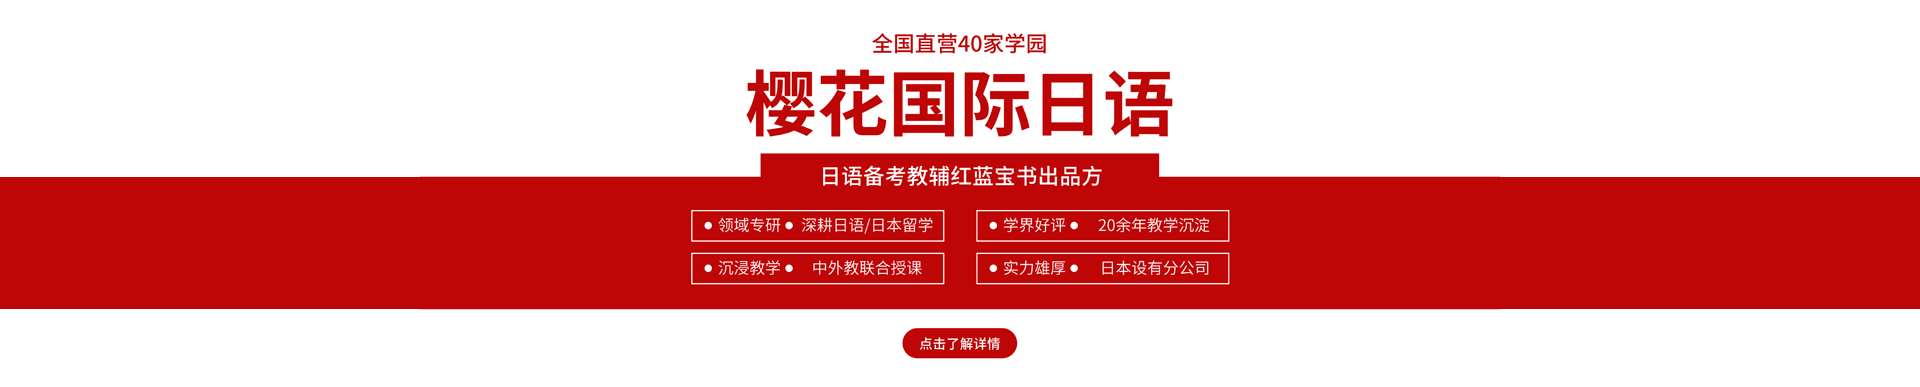 全国直营40家学园
樱花国际日语
日语备考教辅红蓝宝书出品方
● 领域专研 ● 深耕日语/日本留学
● 学界好评 ● 20余年教学沉淀
● 沉浸教学 ● 中外教联合授课
● 实力雄厚 ● 日本设有分公司
点击了解详情